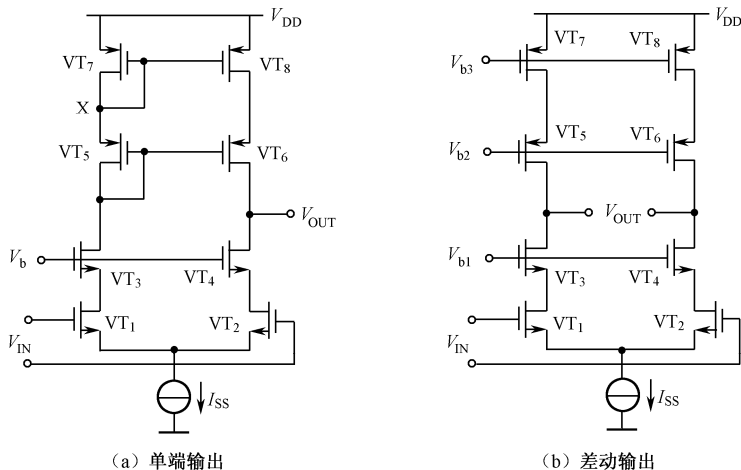 V_DD
VT_7
VT_8
X
VT_5
VT_6
V_OUT
V_b
VT_3
VT_4
VT_1
VT_2
V_IN
I_SS
(a) 单端输出
V_DD
VT_7
VT_8
V_b3
VT_5
VT_6
V_b2
V_OUT
V_b1
VT_3
VT_4
VT_1
VT_2
V_IN
I_SS
(b) 差动输出